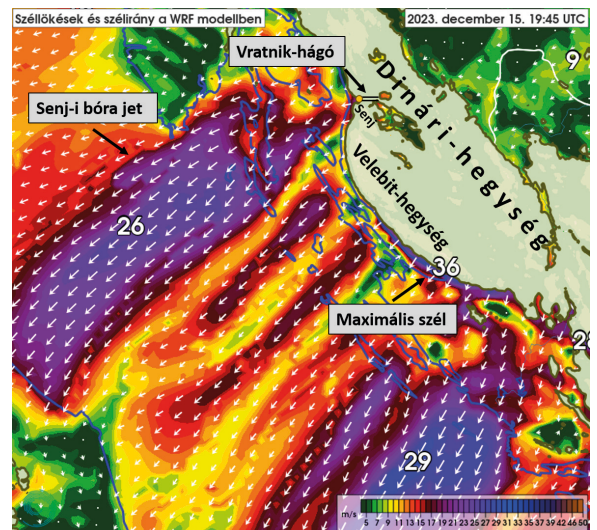 Széllökések és szélirány a WRF modellben
2023. december 15. 19:45 UTC
Vratnik-hágó
Dinári-hegység
9
Senj-i bóra jet
Senj
Velebit-hegység
26
36
Maximális szél
28
29
m/s
5 7 9 11 13 15 17 19 21 23 25 27 29 31 33 35 37 39 42 46 50